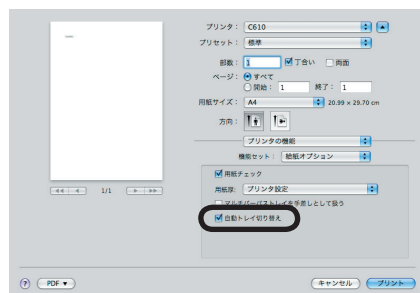 プリンタ： C610
プリセット： 標準
部数： 1 丁合い 両面
ページ： すべて
開始： 1 終了： 1
用紙サイズ： A4 20.99 x 29.70 cm
方向：
プリンタの機能
機能セット： 給紙オプション
用紙チェック
用紙厚： プリンタ設定
マルチパーパストレイを手差しとして扱う
自動トレイ切り替え
1/1
? PDF キャンセル プリント